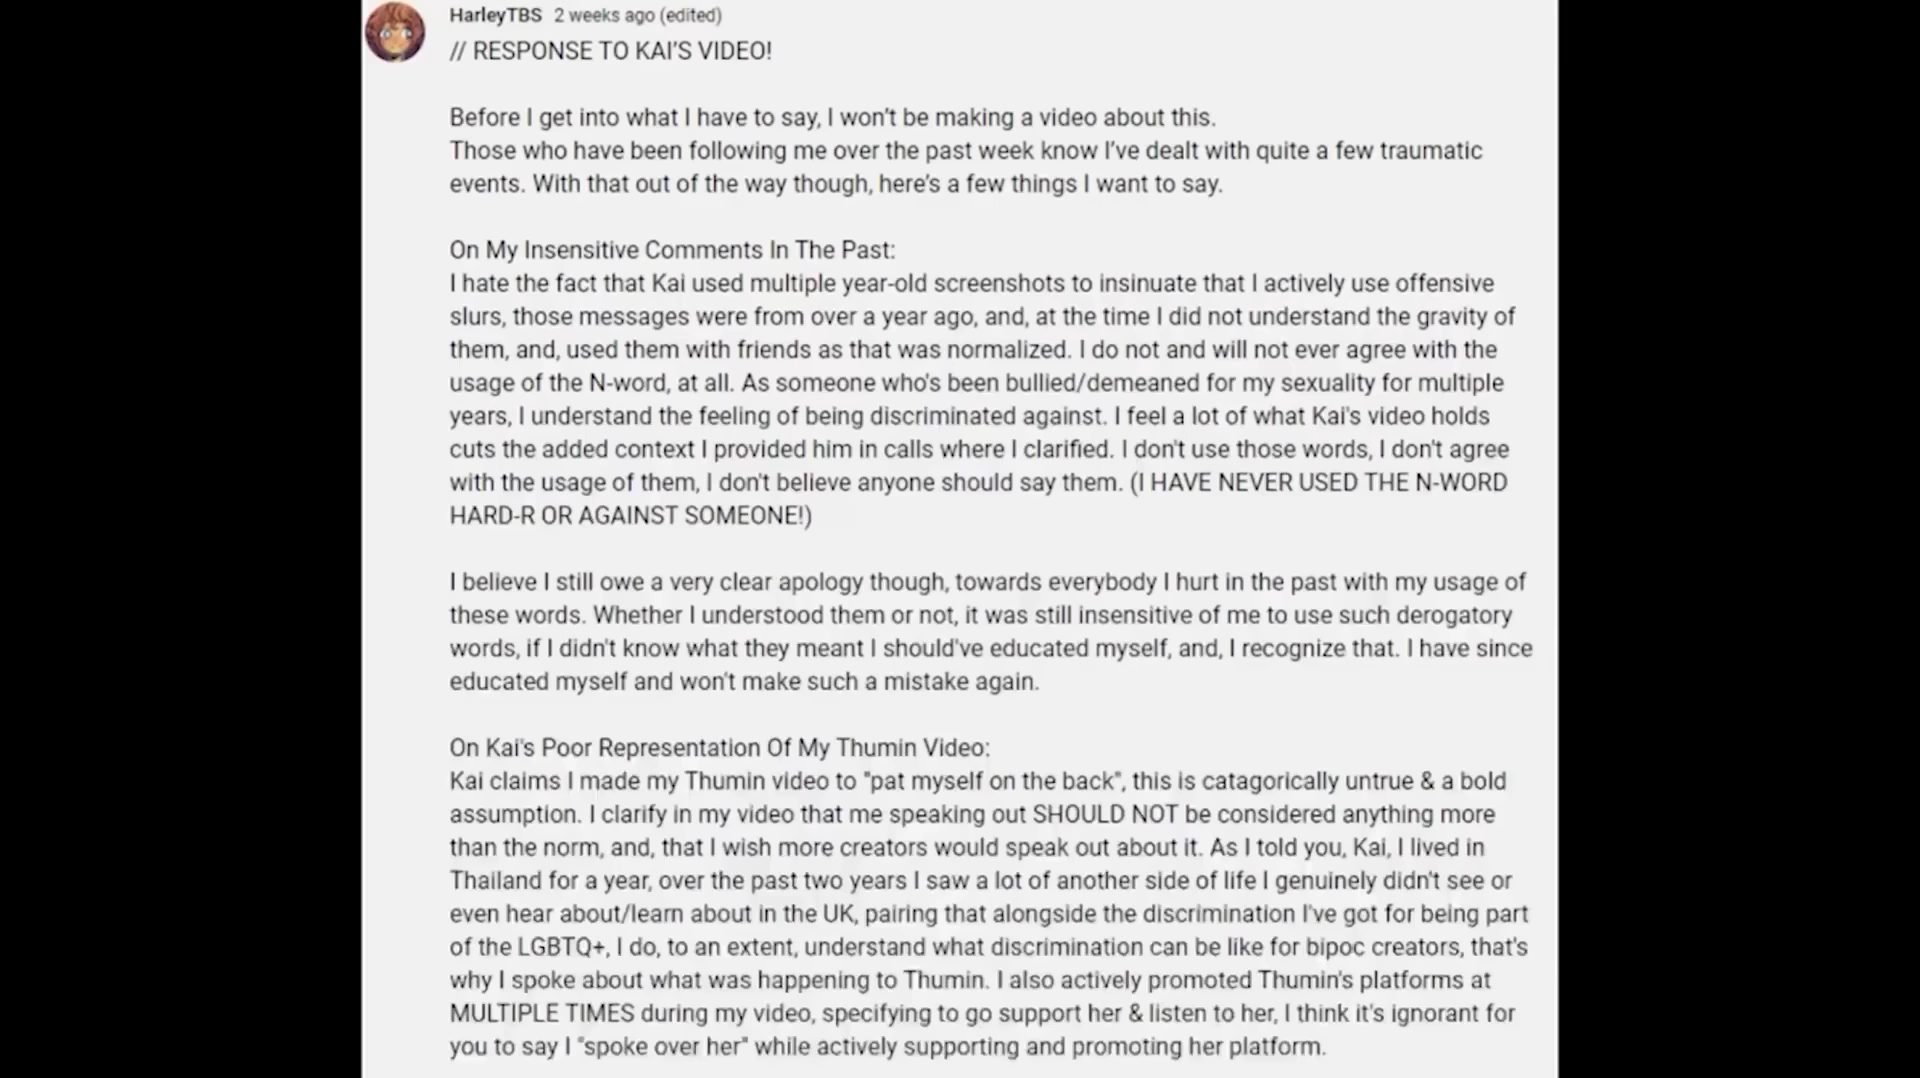 HarleyTBS 2 weeks ago (edited)
// RESPONSE TO KAI'S VIDEO!
Before I get into what I have to say, I won't be making a video about this.
Those who have been following me over the past week know I've dealt with quite a few traumatic
events. With that out of the way though, here's a few things I want to say.
On My Insensitive Comments In The Past:
I hate the fact that Kai used multiple year-old screenshots to insinuate that I actively use offensive
slurs, those messages were from over a year ago, and, at the time I did not understand the gravity of
them, and, used them with friends as that was normalized. I do not and will not ever agree with the
usage of the N-word, at all. As someone who's been bullied/demeaned for my sexuality for multiple
years, I understand the feeling of being discriminated against. I feel a lot of what Kai's video holds
cuts the added context I provided him in calls where I clarified. I don't use those words, I don't agree
with the usage of them, I don't believe anyone should say them. (I HAVE NEVER USED THE N-WORD
HARD-R OR AGAINST SOMEONE!)
I believe I still owe a very clear apology though, towards everybody I hurt in the past with my usage of
these words. Whether I understood them or not, it was still insensitive of me to use such derogatory
words, if I didn't know what they meant I should've educated myself, and, I recognize that. I have since
educated myself and won't make such a mistake again.
On Kai's Poor Representation Of My Thumin Video:
Kai claims I made my Thumin video to "pat myself on the back", this is catagorically untrue & a bold
assumption. I clarify in my video that me speaking out SHOULD NOT be considered anything more
than the norm, and, that I wish more creators would speak out about it. As I told you, Kai, I lived in
Thailand for a year, over the past two years I saw a lot of another side of life I genuinely didn't see or
even hear about/learn about in the UK, pairing that alongside the discrimination I've got for being part
of the LGBTQ+, I do, to an extent, understand what discrimination can be like for bipoc creators, that's
why I spoke about what was happening to Thumin. I also actively promoted Thumin's platforms at
MULTIPLE TIMES during my video, specifying to go support her & listen to her, I think it's ignorant for
you to say I "spoke over her" while actively supporting and promoting her platform.